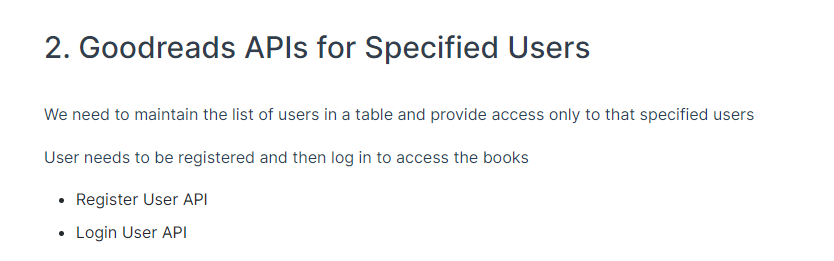 2. Goodreads APIs for Specified Users
We need to maintain the list of users in a table and provide access only to that specified users
User needs to be registered and then log in to access the books
• Register User API
• Login User API